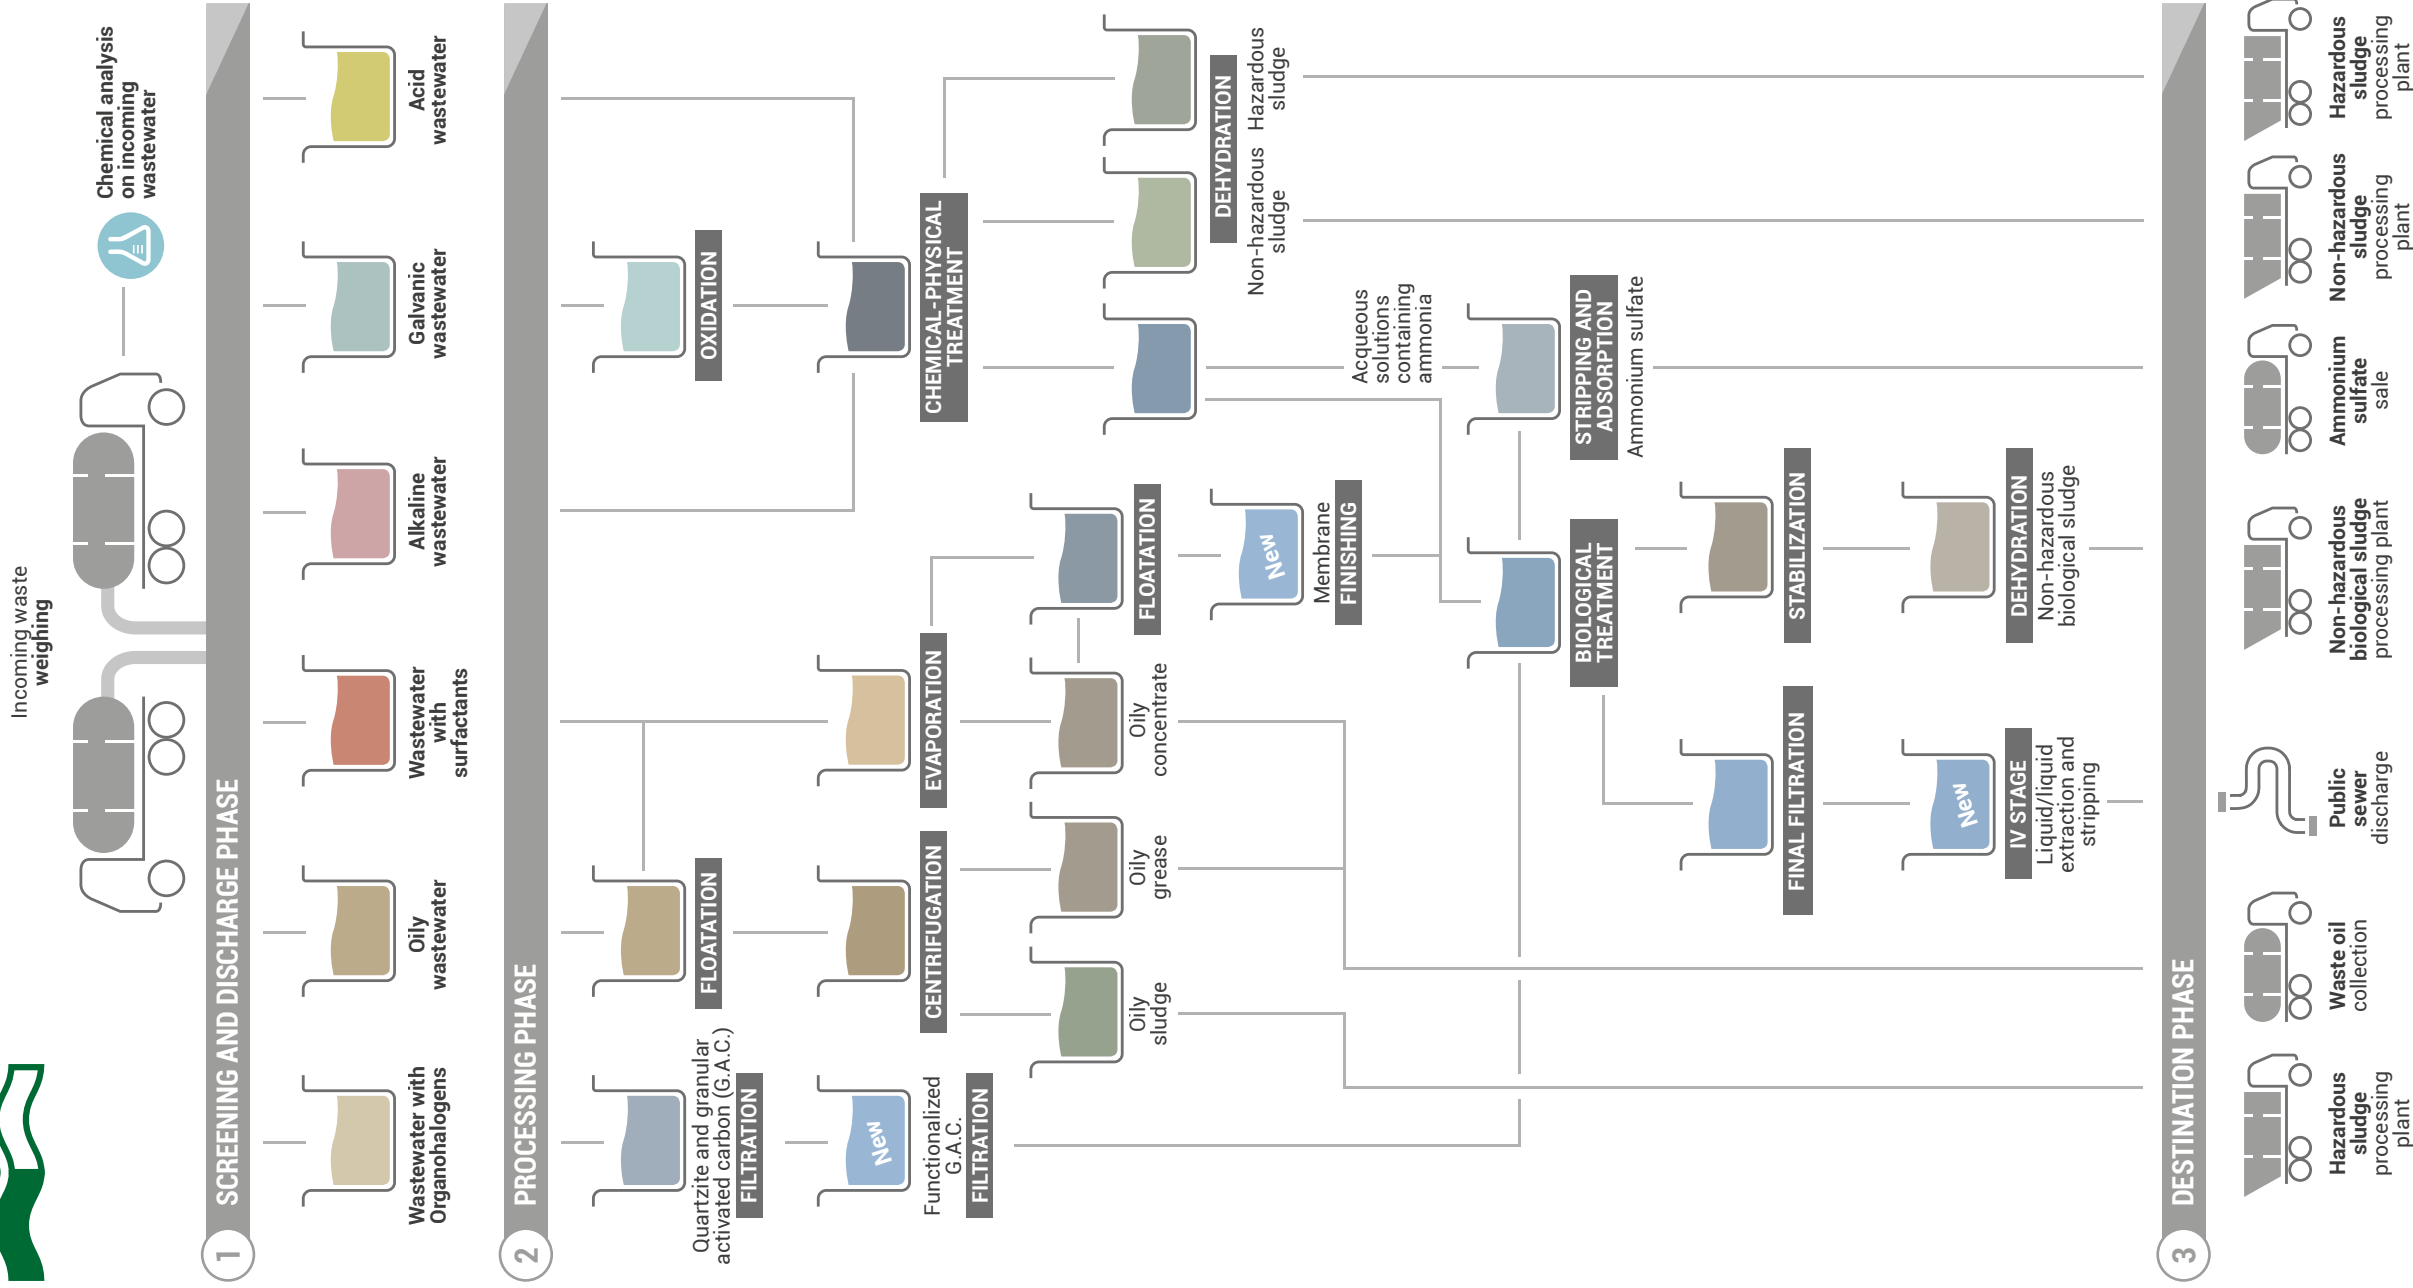 Incoming waste
weighing
Chemical analysis
on incoming
wastewater
1
SCREENING AND DISCHARGE PHASE
Wastewater with
Organohalogens
Oily
wastewater
Wastewater
with
surfactants
Alkaline
wastewater
Galvanic
wastewater
Acid
wastewater
2
PROCESSING PHASE
Quartzite and granular
activated carbon (G.A.C.)
FILTRATION
FLOATATION
OXIDATION
New
Functionalized
G.A.C.
FILTRATION
CENTRIFUGATION
EVAPORATION
CHEMICAL-PHYSICAL
TREATMENT
Oily
sludge
Oily
grease
Oily
concentrate
FLOATATION
New
Membrane
FINISHING
DEHYDRATION
Non-hazardous
sludge
Hazardous
sludge
Acqueous
solutions
containing
ammonia
BIOLOGICAL
TREATMENT
STRIPPING AND
ADSORPTION
Ammonium sulfate
FINAL FILTRATION
STABILIZATION
New
IV STAGE
Liquid/liquid
extraction and
stripping
DEHYDRATION
Non-hazardous
biological sludge
3
DESTINATION PHASE
Hazardous
sludge
processing
plant
Waste oil
collection
Public
sewer
discharge
Non-hazardous
biological sludge
processing plant
Ammonium
sulfate
sale
Non-hazardous
sludge
processing
plant
Hazardous
sludge
processing
plant